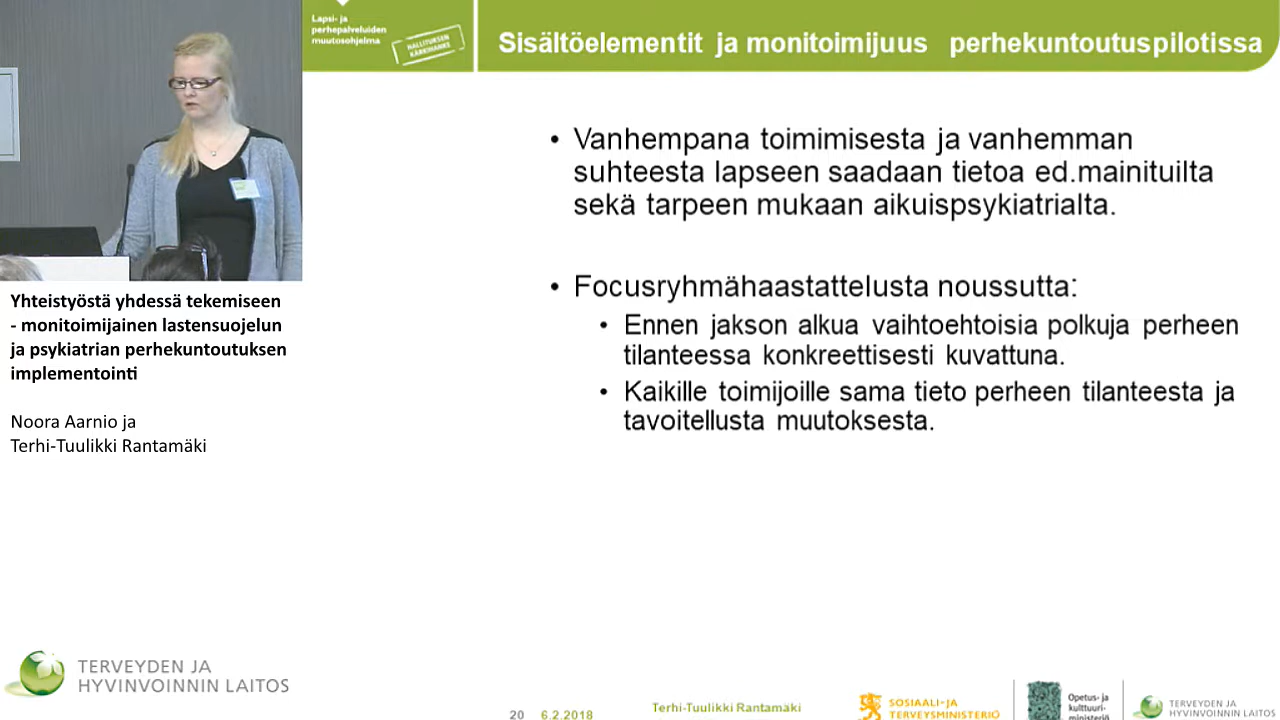 Lapsi- ja
perhepalveluiden
muutosohjelma
HALLITUKSEN
KÄRKIHANKE
Sisältöelementit ja monitoimijuus perhekuntoutuspilotissa
• Vanhempana toimimisesta ja vanhemman
suhteesta lapseen saadaan tietoa ed.mainituilta
sekä tarpeen mukaan aikuispsykiatrialta.
• Focusryhmähaastattelusta noussutta:
• Ennen jakson alkua vaihtoehtoisia polkuja perheen
tilanteessa konkreettisesti kuvattuna.
• Kaikille toimijoille sama tieto perheen tilanteesta ja
tavoitellusta muutoksesta.
Yhteistyöstä yhdessä tekemiseen
- monitoimijainen lastensuojelun
ja psykiatrian perhekuntoutuksen
implementointi
Noora Aarnio ja
Terhi-Tuulikki Rantamäki
TERVEYDEN JA
HYVINVOINNIN LAITOS
20 6.2.2018
Terhi-Tuulikki Rantamäki
SOSIAALI- JA
TERVEYSMINISTERIÖ
Opetus- ja
kulttuuri-
ministeriö
TERVEYDEN JA
HYVINVOINNIN LAITOS